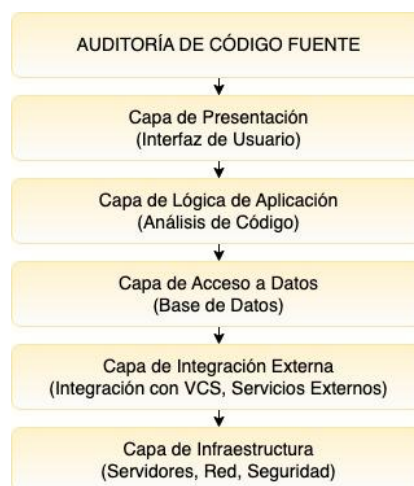 AUDITORÍA DE CÓDIGO FUENTE
Capa de Presentación
(Interfaz de Usuario)
Capa de Lógica de Aplicación
(Análisis de Código)
Capa de Acceso a Datos
(Base de Datos)
Capa de Integración Externa
(Integración con VCS, Servicios Externos)
Capa de Infraestructura
(Servidores, Red, Seguridad)